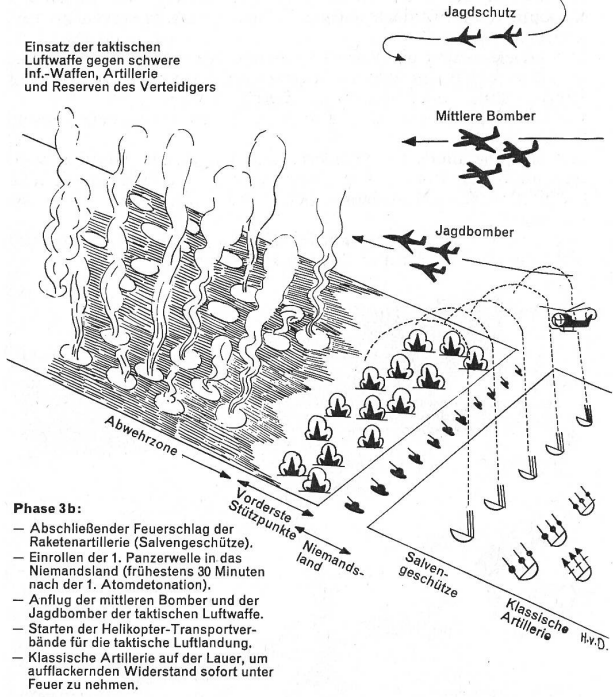 Jagdschutz
Einsatz der taktischen
Luftwaffe gegen schwere
Inf.-Waffen, Artillerie
und Reserven des Verteidigers
Mittlere Bomber
Jagdbomber
Abwehrzone
Vorderste
Stützpunkte
Niemands-
land
Salven-
geschütze
Klassische
Artillerie
H.v.D.
Phase 3b:
— Abschließender Feuerschlag der
Raketenartillerie (Salvengeschütze).
— Einrollen der 1. Panzerwelle in das
Niemandsland (frühestens 30 Minuten
nach der 1. Atomdetonation).
— Anflug der mittleren Bomber und der
Jagdbomber der taktischen Luftwaffe.
— Starten der Helikopter-Transportver-
bände für die taktische Luftlandung.
— Klassische Artillerie auf der Lauer, um
aufflackernden Widerstand sofort unter
Feuer zu nehmen.